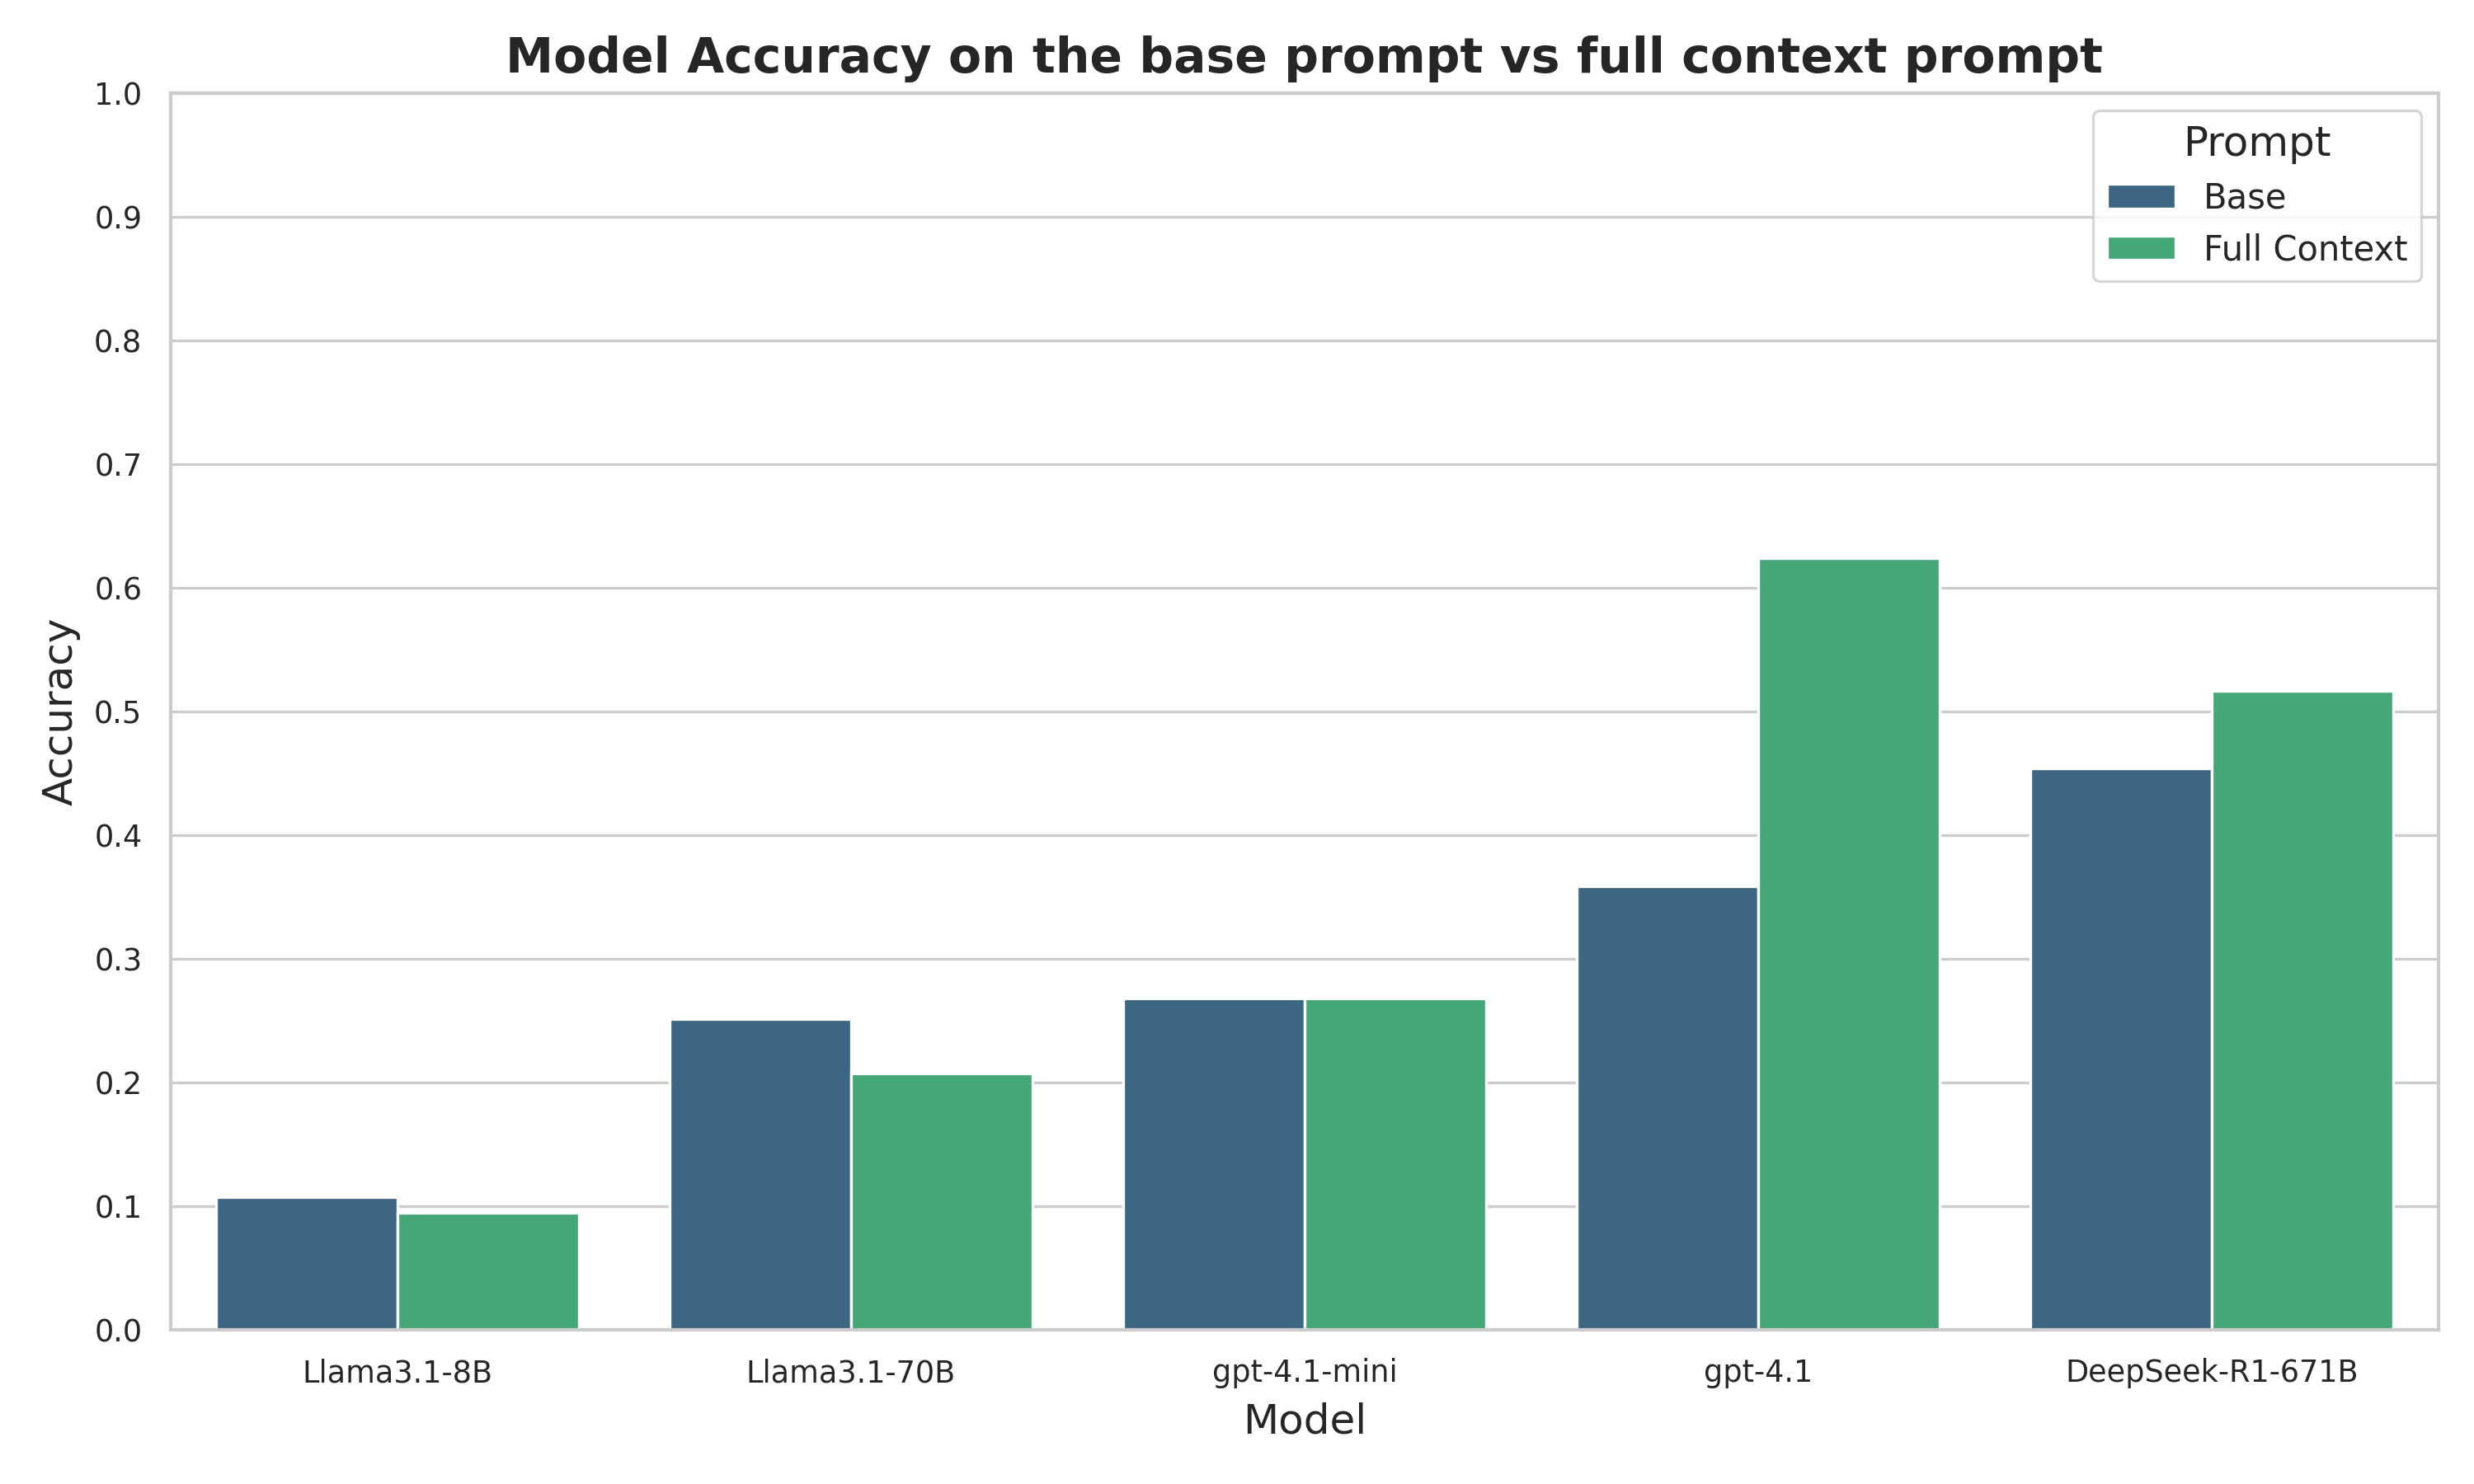 Model Accuracy on the base prompt vs full context prompt
1.0
0.9
0.8
0.7
0.6
0.5
0.4
0.3
0.2
0.1
0.0
Accuracy
Prompt
Base
Full Context
Llama3.1-8B
Llama3.1-70B
gpt-4.1-mini
gpt-4.1
DeepSeek-R1-671B
Model